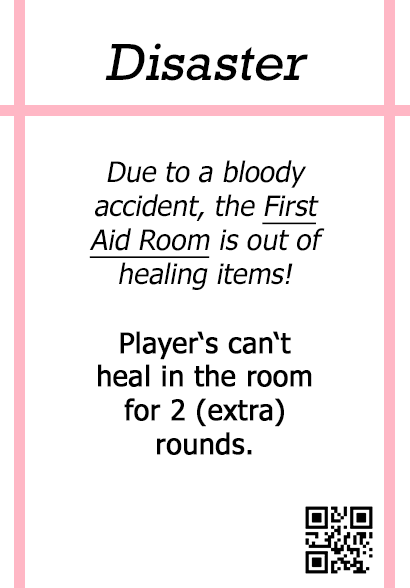 Disaster
Due to a bloody
accident, the First
Aid Room is out of
healing items!
Player‘s can‘t
heal in the room
for 2 (extra)
rounds.